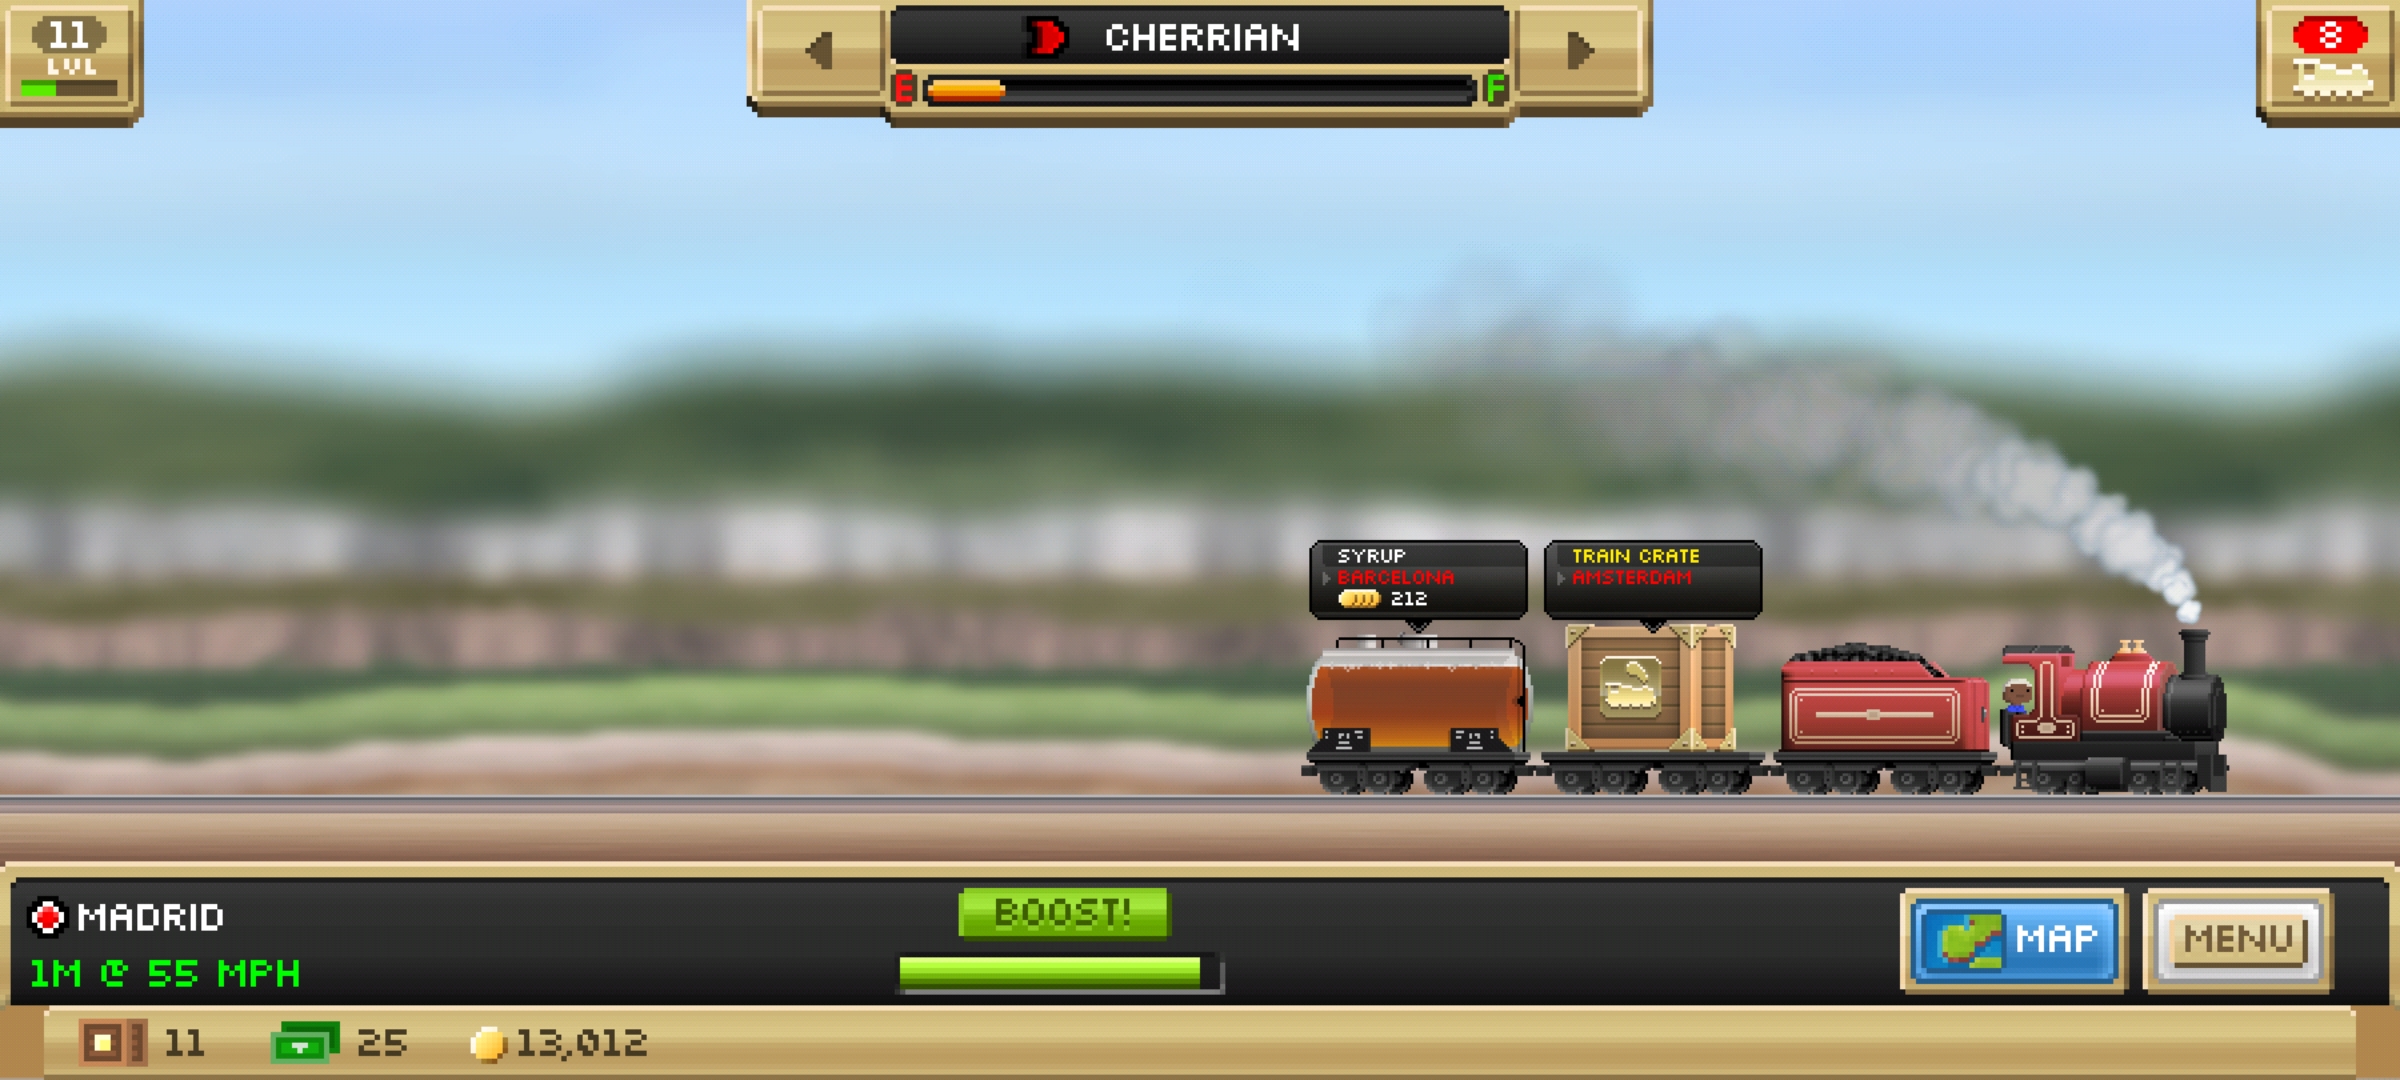 11
LVL
CHERRIAN
E
F
8
SYRUP
BARCELONA
212
TRAIN CRATE
AMSTERDAM
MADRID
1M @ 55 MPH
BOOST!
MAP
MENU
11
25
13,012